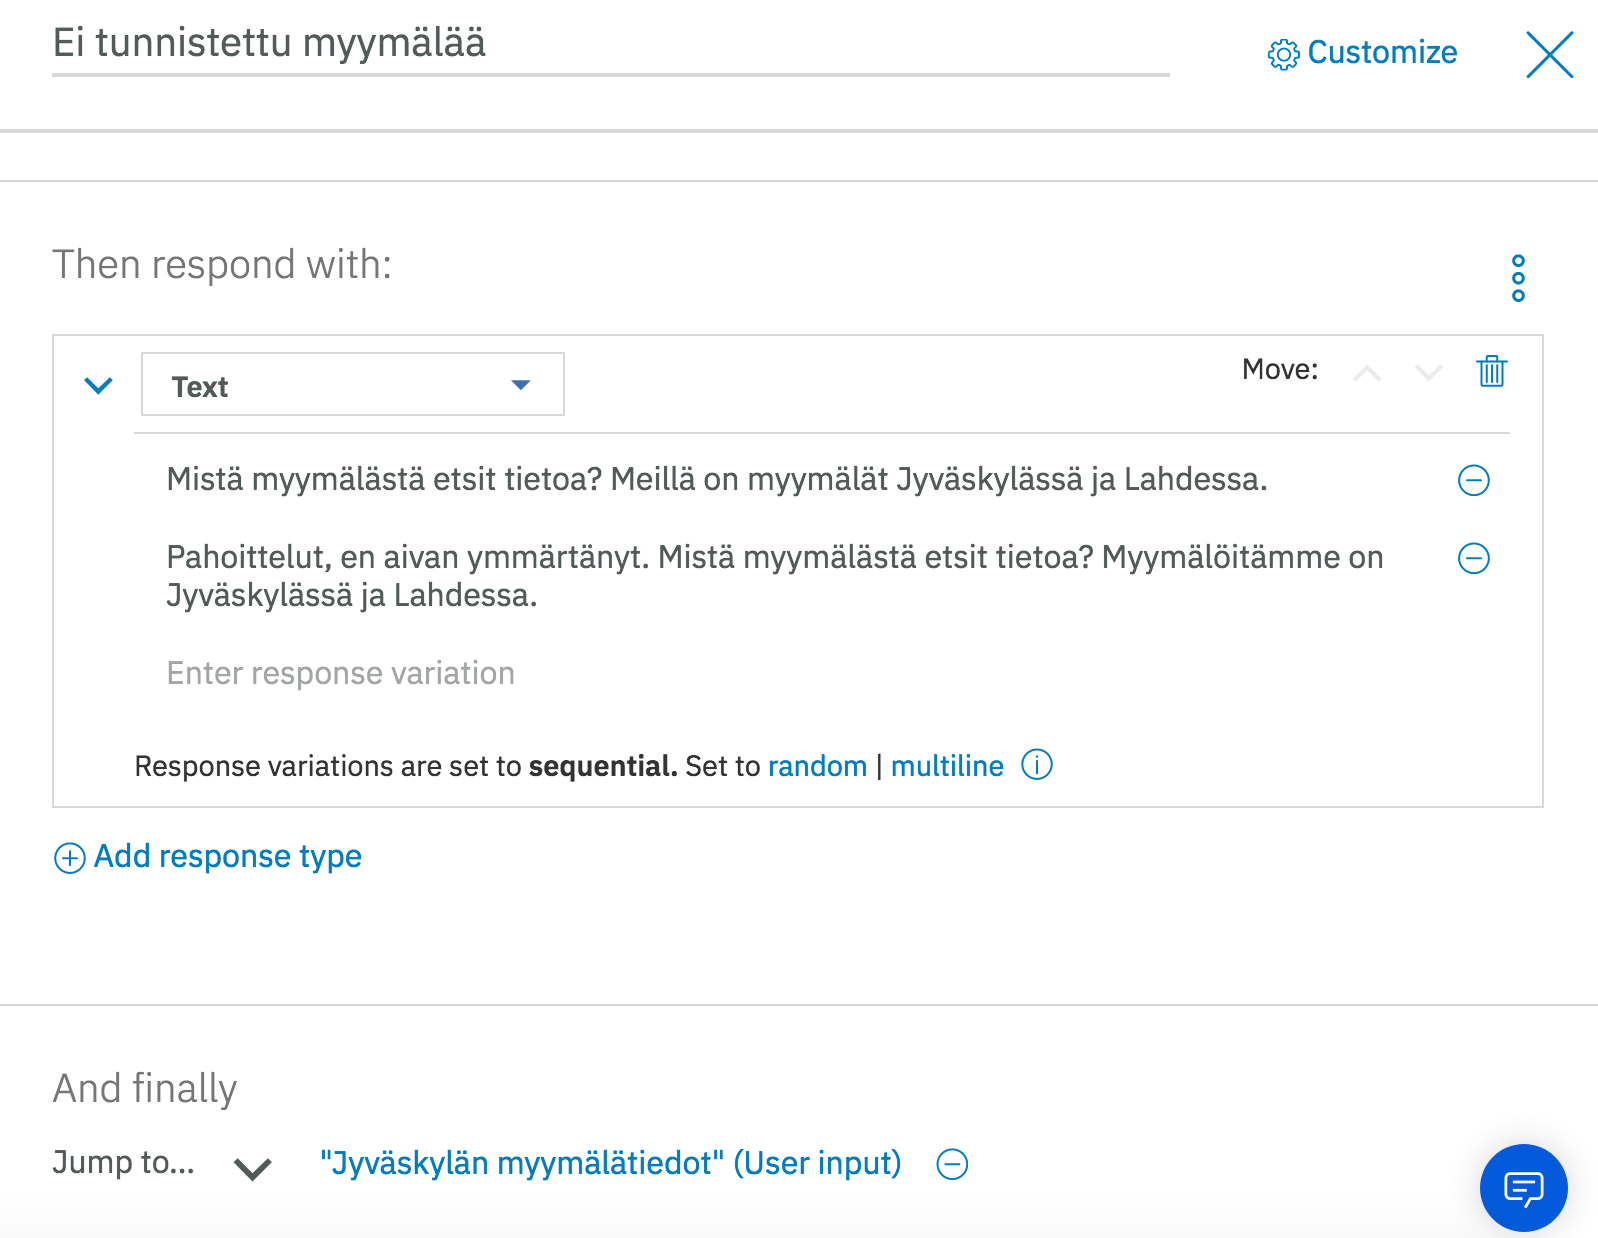 Ei tunnistettu myymälää
Customize
Then respond with:
Text
Move:
Mistä myymälästä etsit tietoa? Meillä on myymälät Jyväskylässä ja Lahdessa.
Pahoittelut, en aivan ymmärtänyt. Mistä myymälästä etsit tietoa? Myymälöitämme on
Jyväskylässä ja Lahdessa.
Enter response variation
Response variations are set to sequential. Set to random | multiline
Add response type
And finally
Jump to... "Jyväskylän myymälätiedot" (User input)